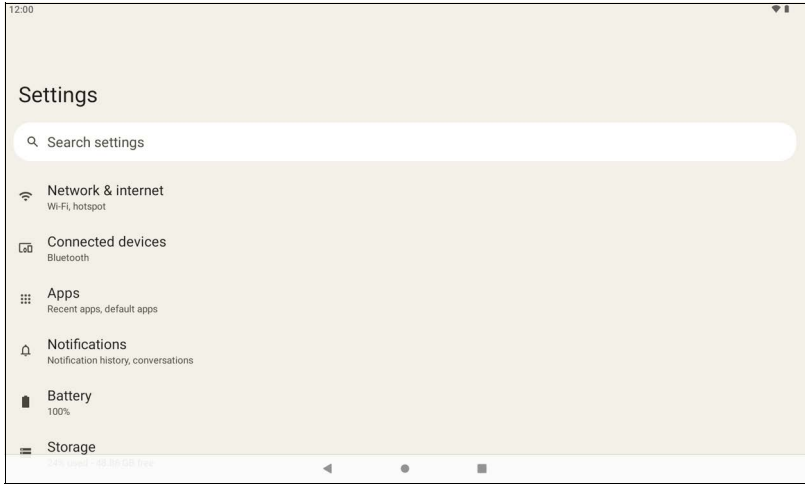 12:00
Settings
Search settings
Network & internet
Wi-Fi, hotspot
Connected devices
Bluetooth
Apps
Recent apps, default apps
Notifications
Notification history, conversations
Battery
100%
Storage